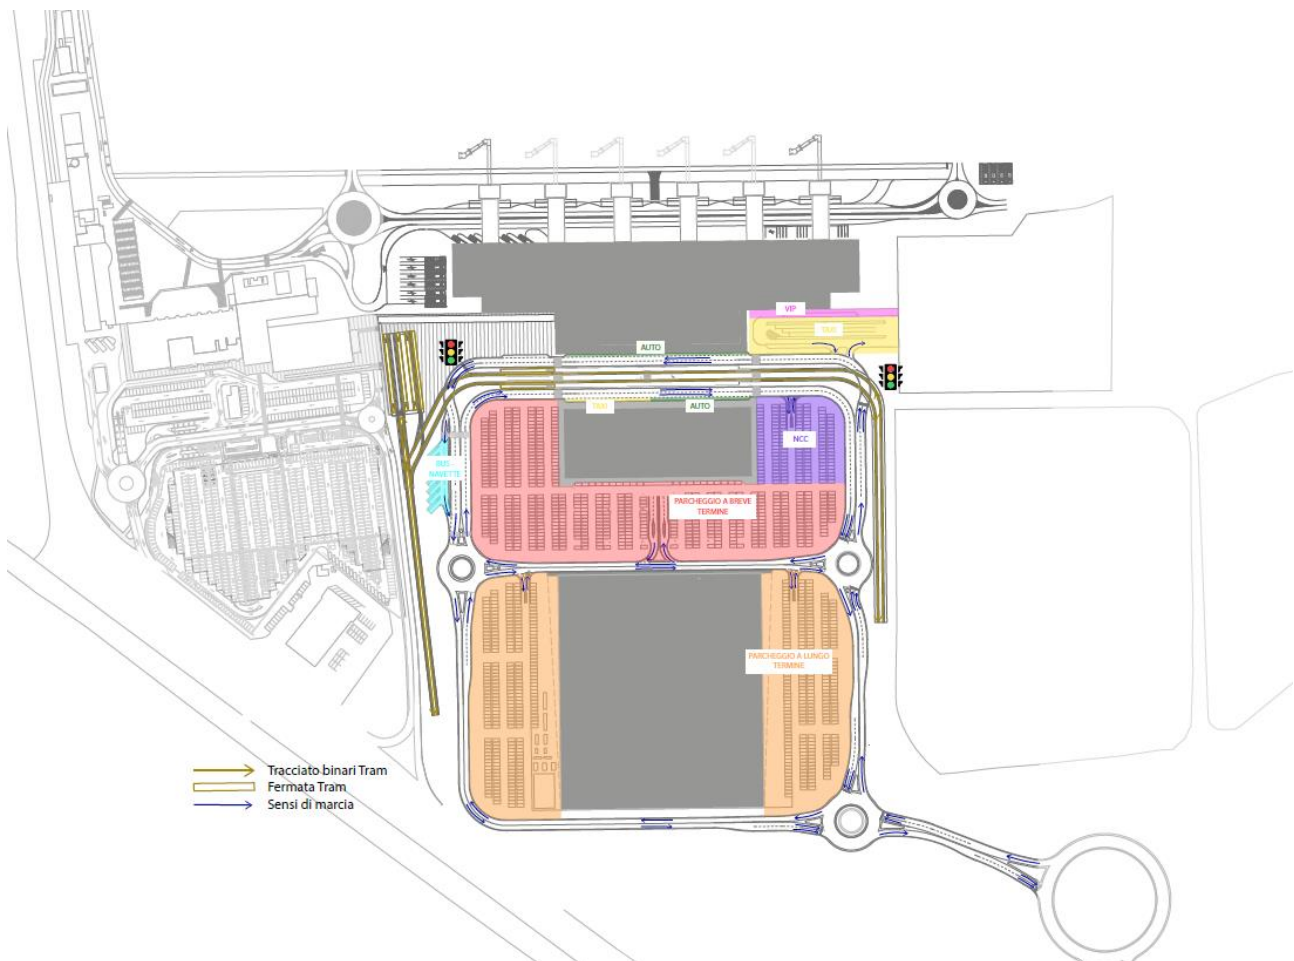 VIP
TAXI
AUTO
TAXI
AUTO
NCC
BUS -
NAVETTE
PARCHEGGIO A BREVE
TERMINE
PARCHEGGIO A LUNGO
TERMINE
Tracciato binari Tram
Fermata Tram
Sensi di marcia